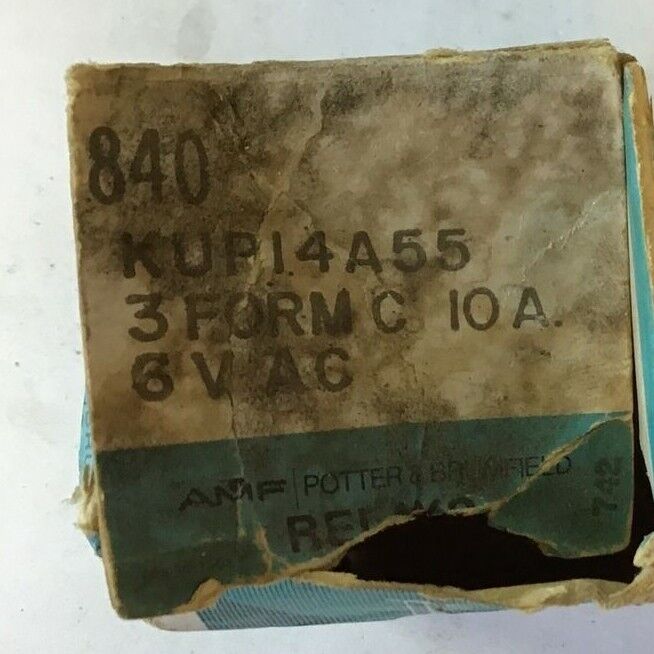 840
KUP14A55
3 FORM C 10 A.
6 V AC
AMF | POTTER & BRUMFIELD
742